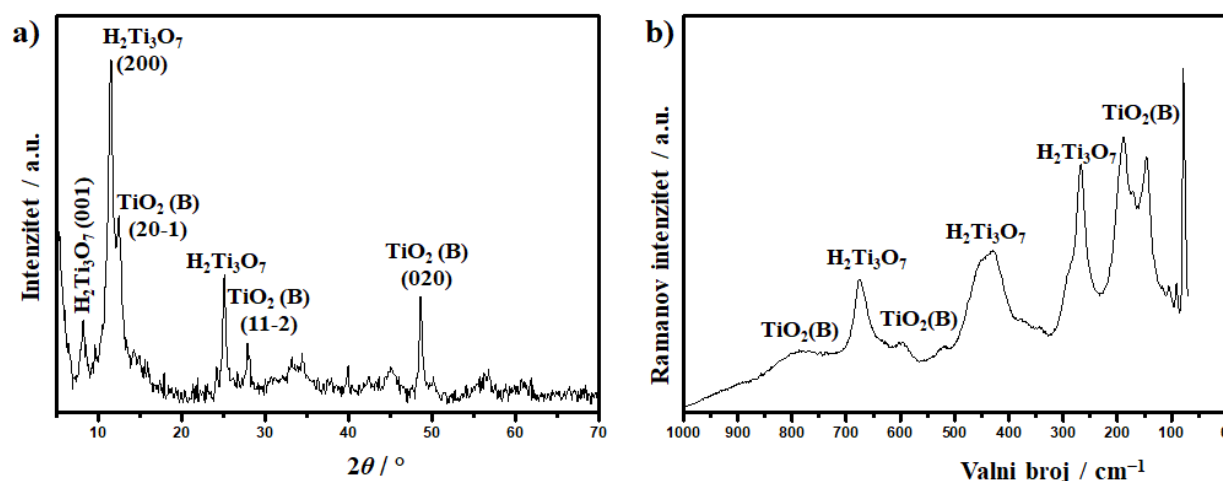 a)
H₂Ti₃O₇
(200)
H₂Ti₃O₇ (001)
TiO₂ (B)
(20-1)
H₂Ti₃O₇
TiO₂ (B)
(11-2)
TiO₂ (B)
(020)
Intenzitet / a.u.
10 20 30 40 50 60 70
2θ / °
b)
TiO₂(B)
H₂Ti₃O₇
TiO₂(B)
H₂Ti₃O₇
H₂Ti₃O₇
TiO₂(B)
Ramanov intenzitet / a.u.
1000 900 800 700 600 500 400 300 200 100 0
Valni broj / cm⁻¹